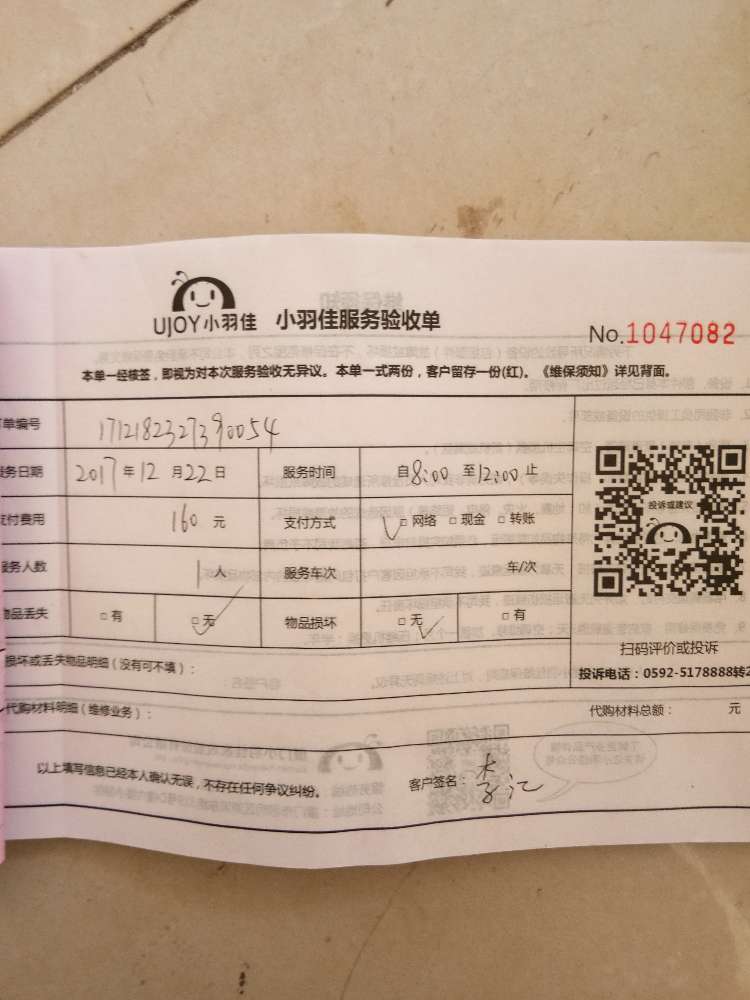 UJOY小羽佳 小羽佳服务验收单
No.1047082
本单一经核签，即视为对本次服务验收无异议。本单一式两份，客户留存一份(红)。《维保须知》详见背面。
单编号 1712182327390054
务日期 2017年12月22日 服务时间 自8:00至12:00止
支付费用 160元 支付方式 □网络 □现金 □转账
服务人数 1人 服务车次 车/次
物品丢失 □有 □无 物品损坏 □无 □有
投诉或建议
扫码评价或投诉
投诉电话：0592-5178888转2
损坏或丢失物品明细（没有可不填）：
代购材料明细（维修业务）： 代购材料总额： 元
以上填写信息已经本人确认无误，不存在任何争议纠纷。 客户签名：李